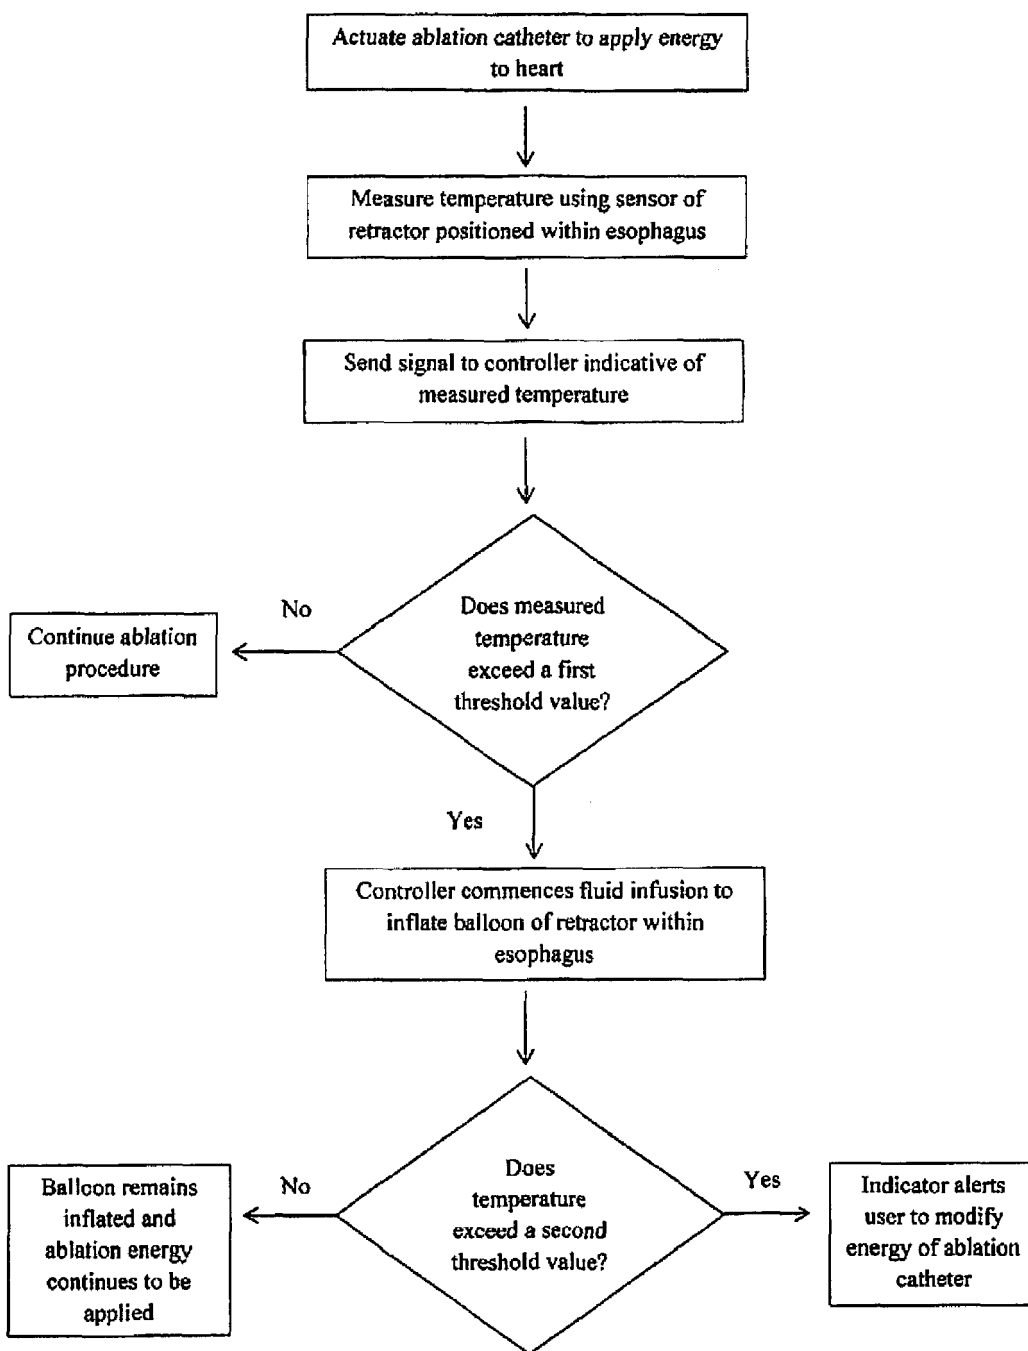 Actuate ablation catheter to apply energy
to heart
Measure temperature using sensor of
retractor positioned within esophagus
Send signal to controller indicative of
measured temperature
Does measured
temperature
exceed a first
threshold value?
No
Continue ablation
procedure
Yes
Controller commences fluid infusion to
inflate balloon of retractor within
esophagus
Does
temperature
exceed a second
threshold value?
No
Balloon remains
inflated and
ablation energy
continues to be
applied
Yes
Indicator alerts
user to modify
energy of ablation
catheter